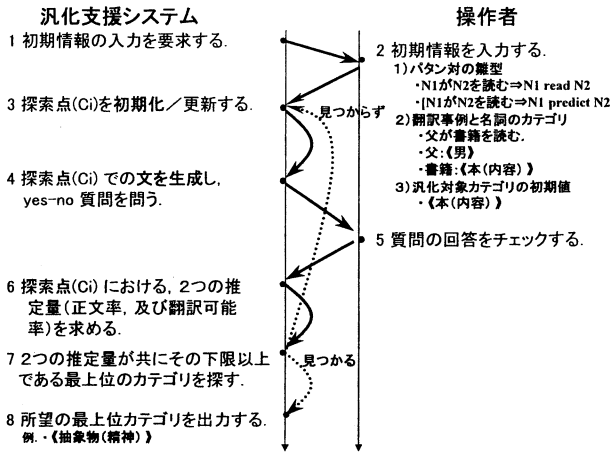 汎化支援システム
操作者
1 初期情報の入力を要求する.
2 初期情報を入力する.
1）パタン対の雛型
・N1がN2を読む⇒N1 read N2
・[N1がN2を読む⇒N1 predict N2
2）翻訳事例と名詞のカテゴリ
・父が書籍を読む.
・父:《男》
・書籍:《本（内容）》
3）汎化対象カテゴリの初期値
・《本（内容）》
3 探索点(Ci)を初期化／更新する.
見つからず
4 探索点(Ci) での文を生成し,
yes-no 質問を問う.
5 質問の回答をチェックする.
6 探索点(Ci) における, 2つの推
定量（正文率, 及び翻訳可能
率）を求める.
7 2つの推定量が共にその下限以上
である最上位のカテゴリを探す.
見つかる
8 所望の最上位カテゴリを出力する.
例. ・《抽象物（精神）》